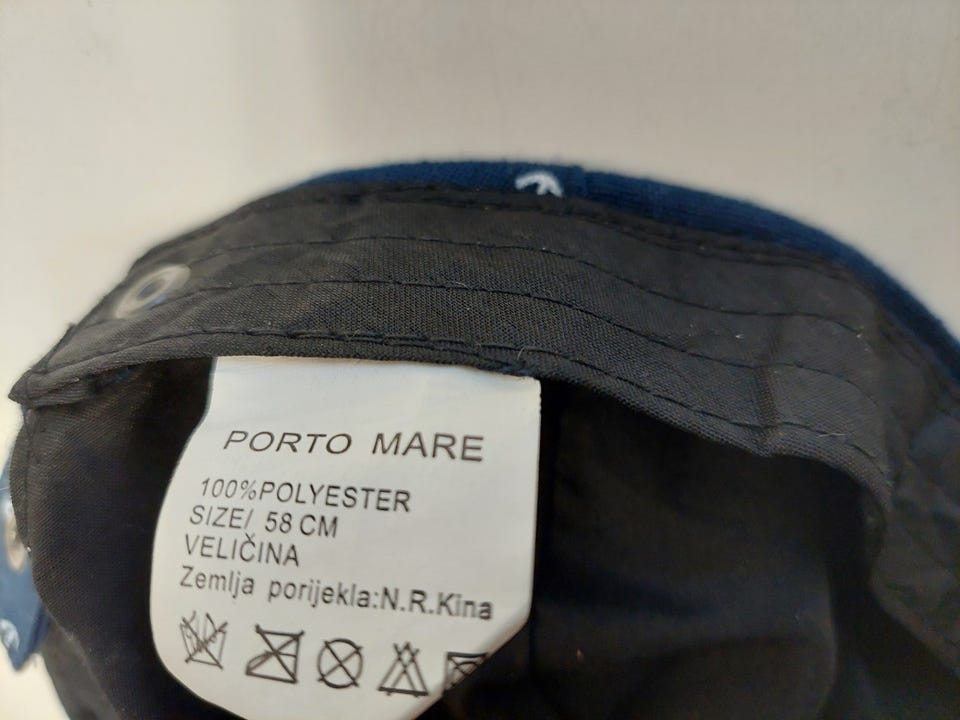 PORTO MARE
100%POLYESTER
SIZE/ 58 CM
VELIČINA
Zemlja porijekla:N.R.Kina